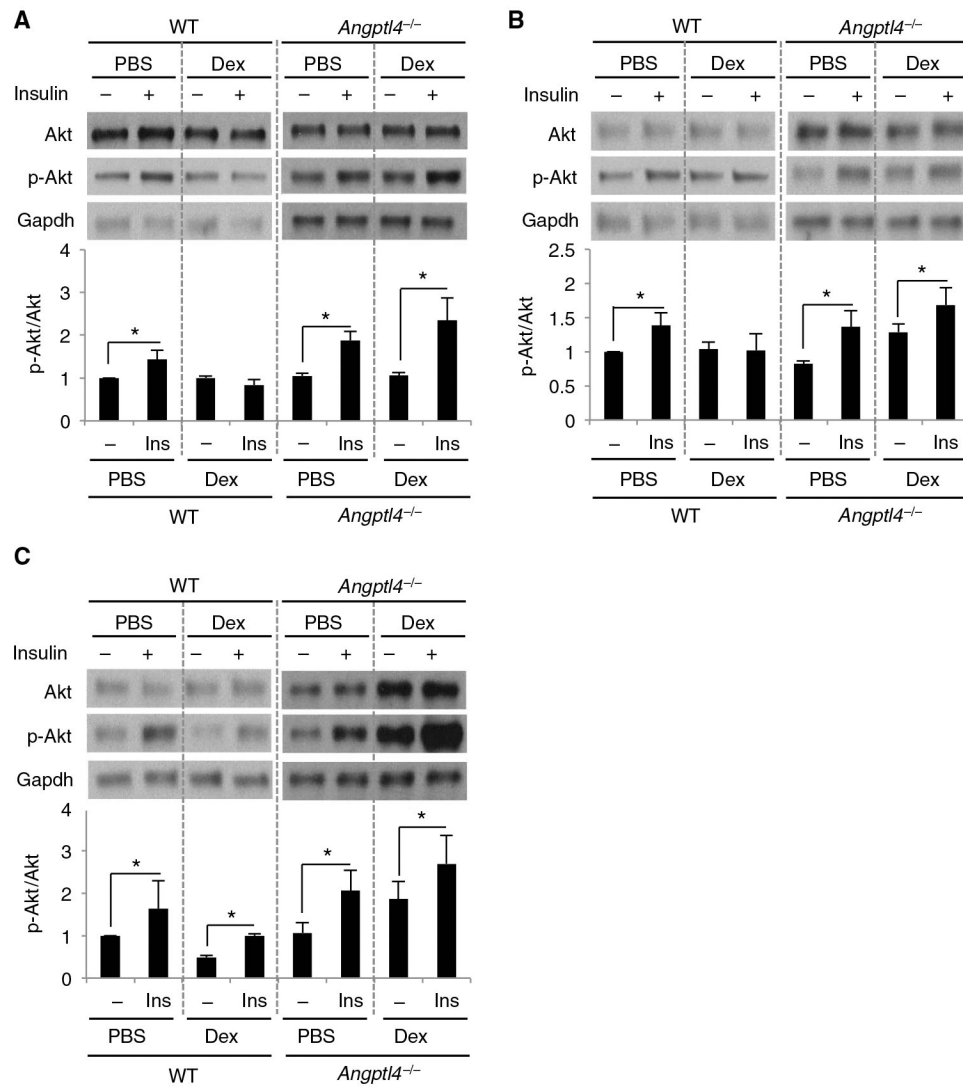 A
WT Angptl4–/–
PBS Dex PBS Dex
Insulin – + – + – + – +
Akt
p-Akt
Gapdh
4
3
2
1
0
p-Akt/Akt
* * *
– Ins – Ins – Ins – Ins
PBS Dex PBS Dex
WT Angptl4–/–
B
WT Angptl4–/–
PBS Dex PBS Dex
Insulin – + – + – + – +
Akt
p-Akt
Gapdh
2.5
2
1.5
1
0.5
0
p-Akt/Akt
* * *
– Ins – Ins – Ins – Ins
PBS Dex PBS Dex
WT Angptl4–/–
C
WT Angptl4–/–
PBS Dex PBS Dex
Insulin – + – + – + – +
Akt
p-Akt
Gapdh
4
3
2
1
0
p-Akt/Akt
* * * *
– Ins – Ins – Ins – Ins
PBS Dex PBS Dex
WT Angptl4–/–